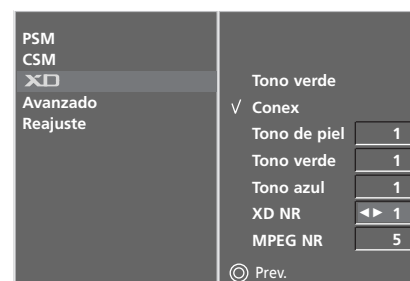 PSM
CSM
XD
Avanzado
Reajuste
Tono verde
√ Conex
Tono de piel 1
Tono verde 1
Tono azul 1
XD NR ◄► 1
MPEG NR 5
Prev.